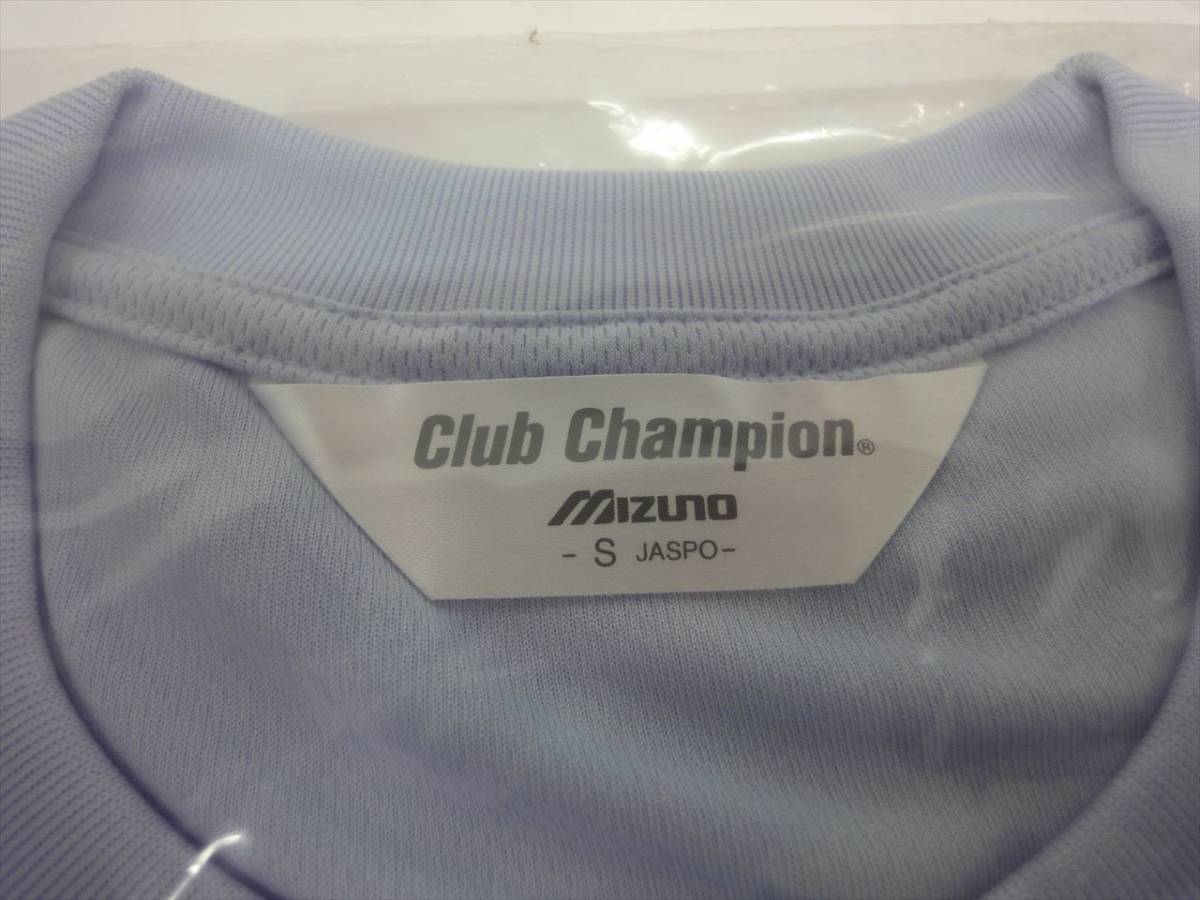 Club Champion®
MIZUNO
- S JASPO-